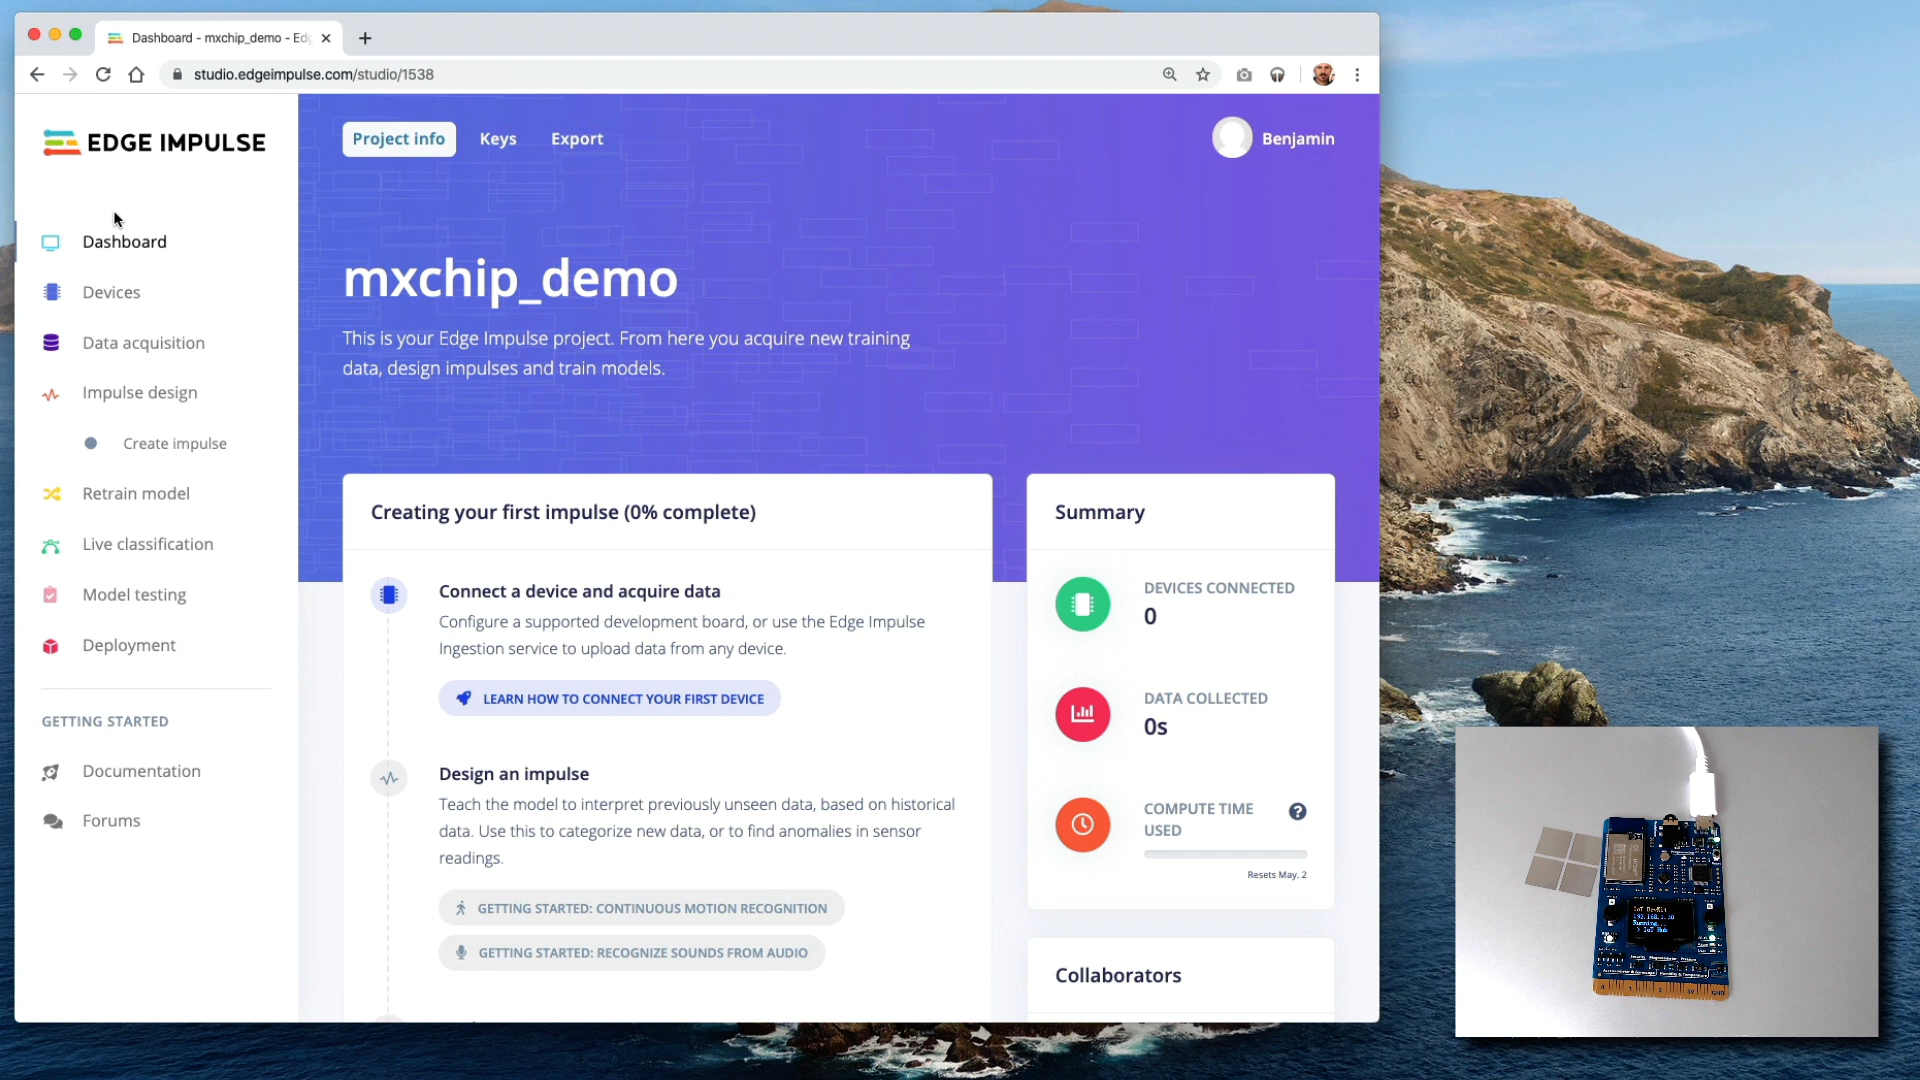 Dashboard - mxchip_demo - Edg
studio.edgeimpulse.com/studio/1538
EDGE IMPULSE
Dashboard
Devices
Data acquisition
Impulse design
Create impulse
Retrain model
Live classification
Model testing
Deployment
GETTING STARTED
Documentation
Forums
Project info
Keys
Export
Benjamin
mxchip_demo
This is your Edge Impulse project. From here you acquire new training
data, design impulses and train models.
Creating your first impulse (0% complete)
Connect a device and acquire data
Configure a supported development board, or use the Edge Impulse
Ingestion service to upload data from any device.
LEARN HOW TO CONNECT YOUR FIRST DEVICE
Design an impulse
Teach the model to interpret previously unseen data, based on historical
data. Use this to categorize new data, or to find anomalies in sensor
readings.
GETTING STARTED: CONTINUOUS MOTION RECOGNITION
GETTING STARTED: RECOGNIZE SOUNDS FROM AUDIO
Summary
DEVICES CONNECTED
0
DATA COLLECTED
0s
COMPUTE TIME
USED
?
Resets May. 2
Collaborators
IoT DevKit
Running...
> IoT Hub